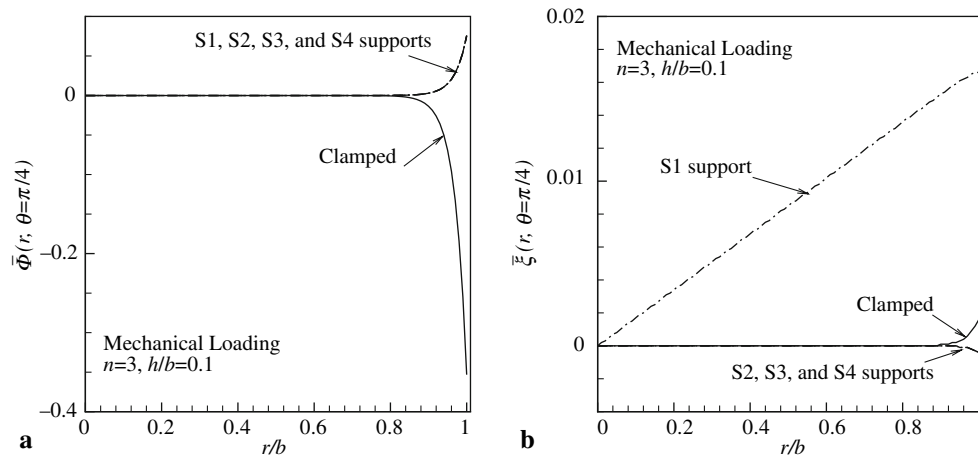 0
−0.2
−0.4
Φ̄(r, θ=π/4)
S1, S2, S3, and S4 supports
Clamped
Mechanical Loading
n=3, h/b=0.1
0 0.2 0.4 0.6 0.8 1
r/b
a
0.02
0.01
0
ξ̄(r, θ=π/4)
Mechanical Loading
n=3, h/b=0.1
S1 support
Clamped
S2, S3, and S4 supports
0 0.2 0.4 0.6 0.8
r/b
b